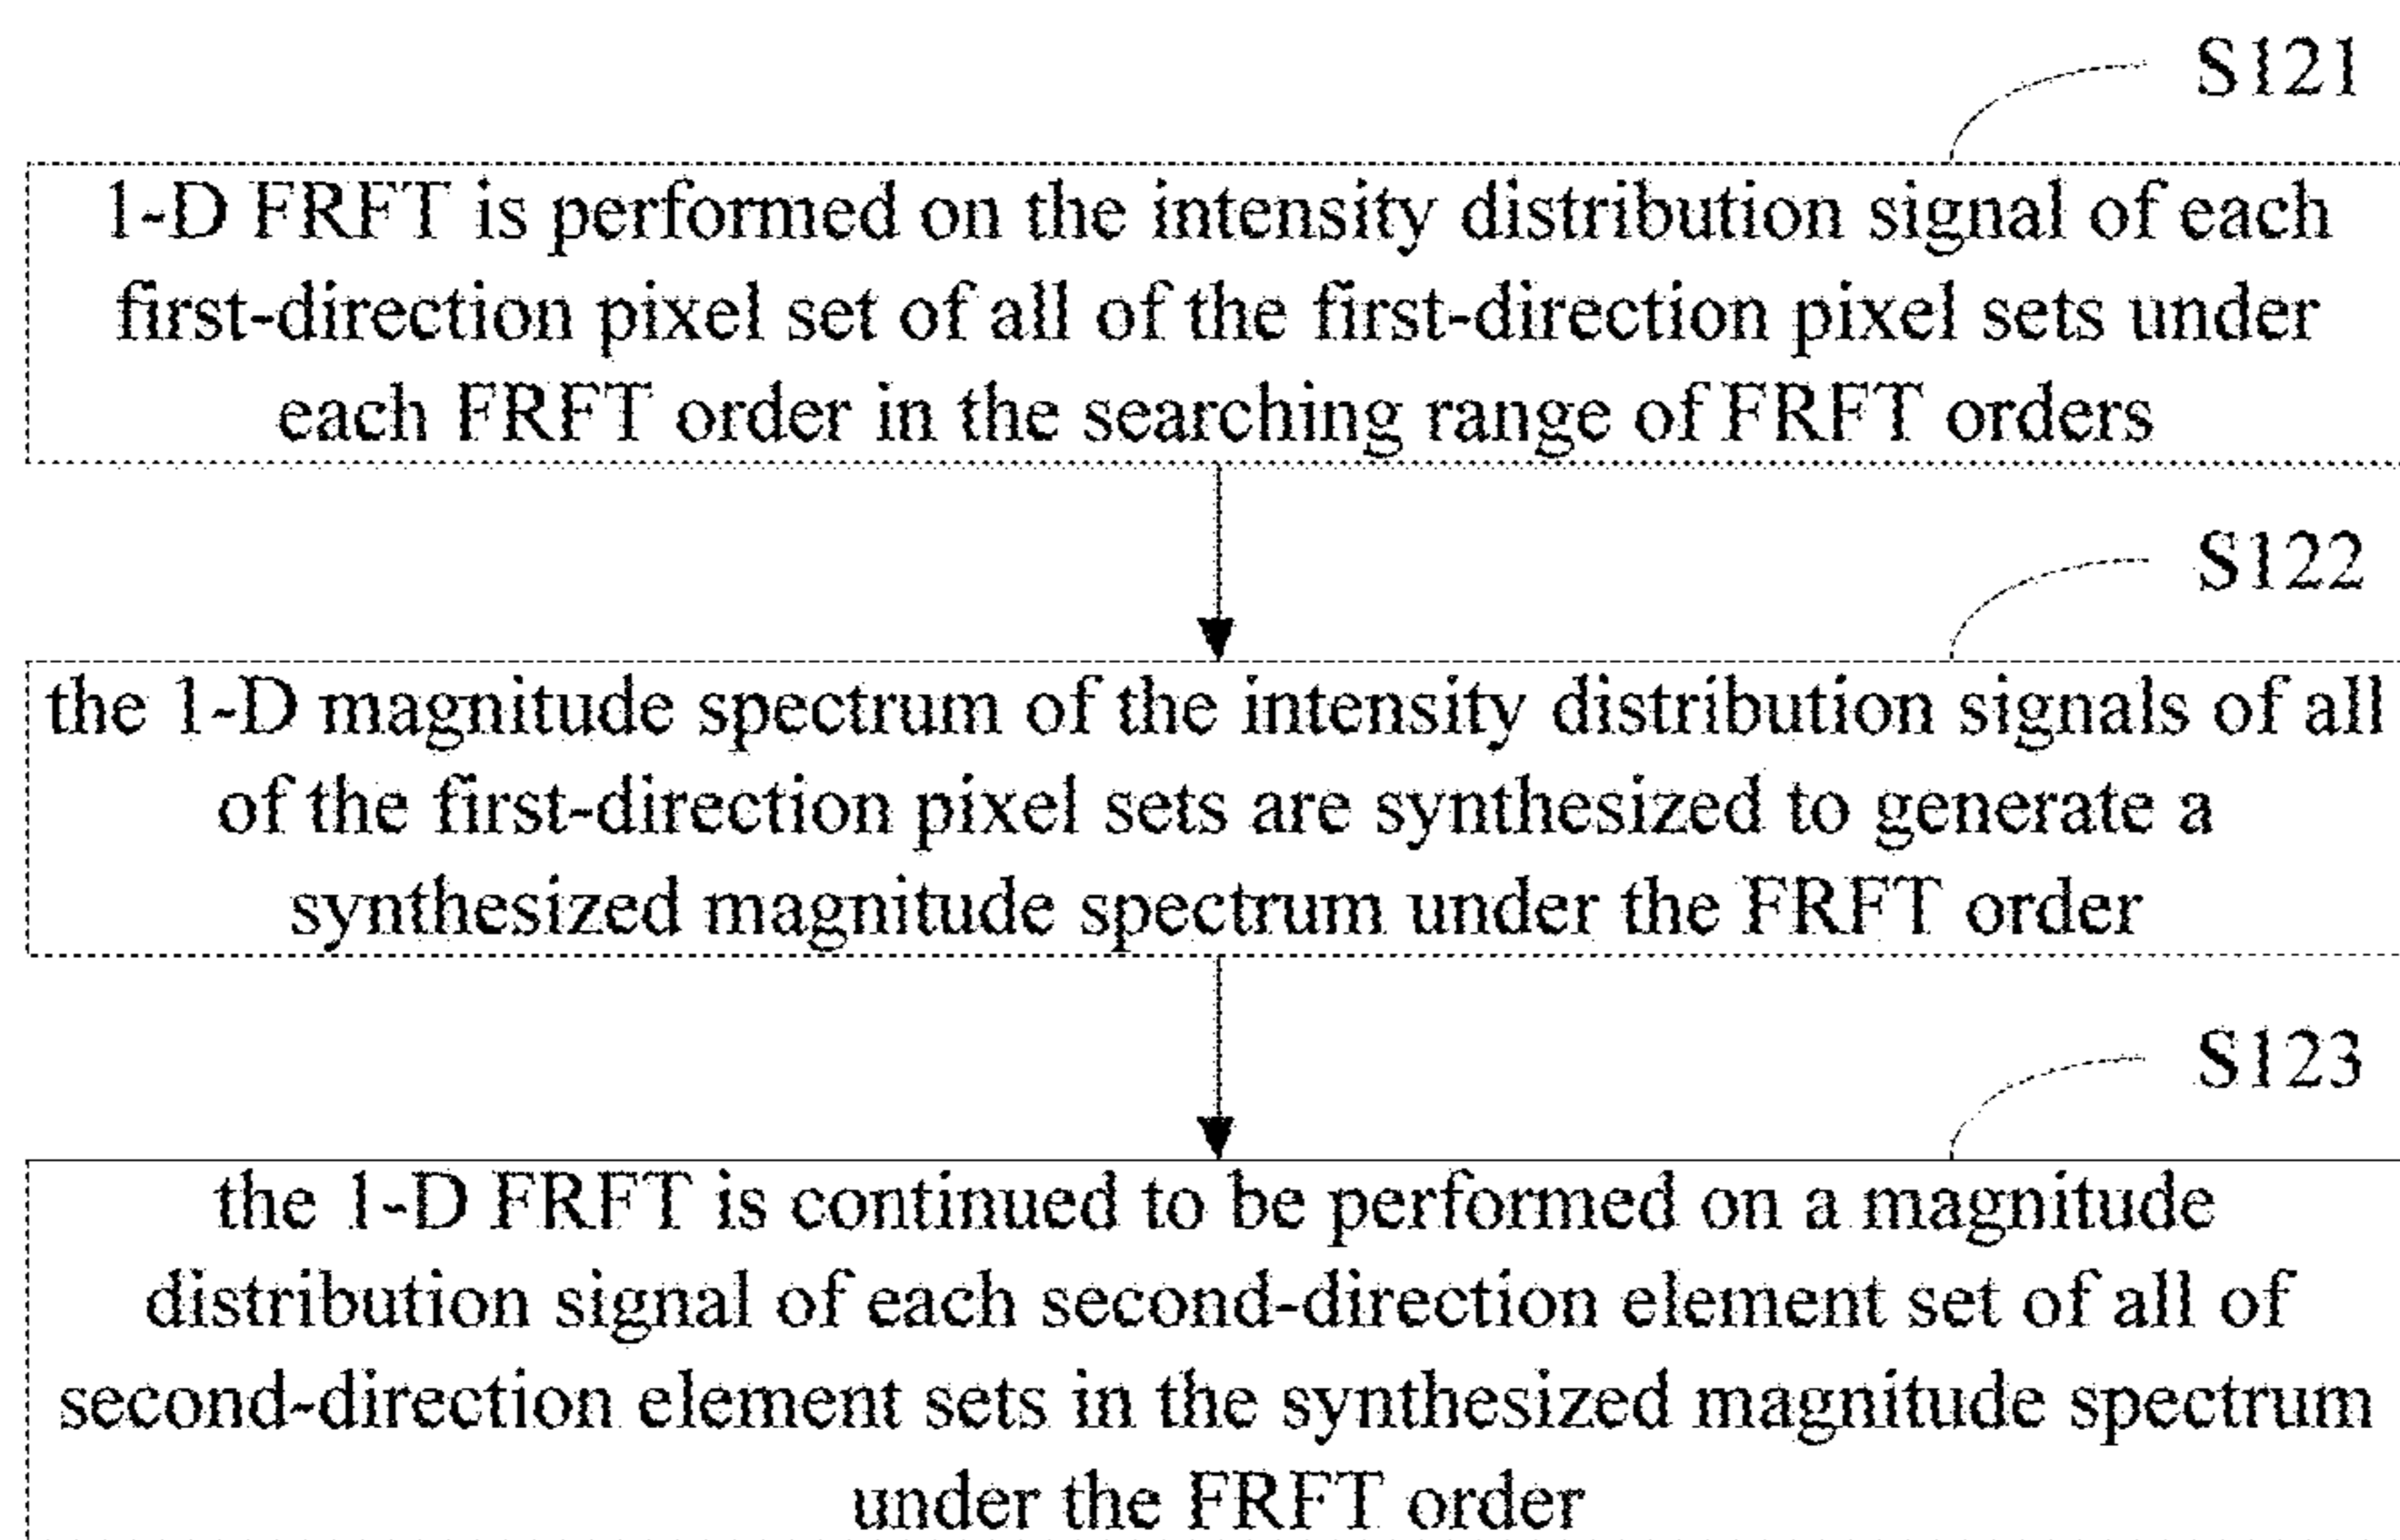 S121
1-D FRFT is performed on the intensity distribution signal of each
first-direction pixel set of all of the first-direction pixel sets under
each FRFT order in the searching range of FRFT orders
S122
the 1-D magnitude spectrum of the intensity distribution signals of all
of the first-direction pixel sets are synthesized to generate a
synthesized magnitude spectrum under the FRFT order
S123
the 1-D FRFT is continued to be performed on a magnitude
distribution signal of each second-direction element set of all of
second-direction element sets in the synthesized magnitude spectrum
under the FRFT order